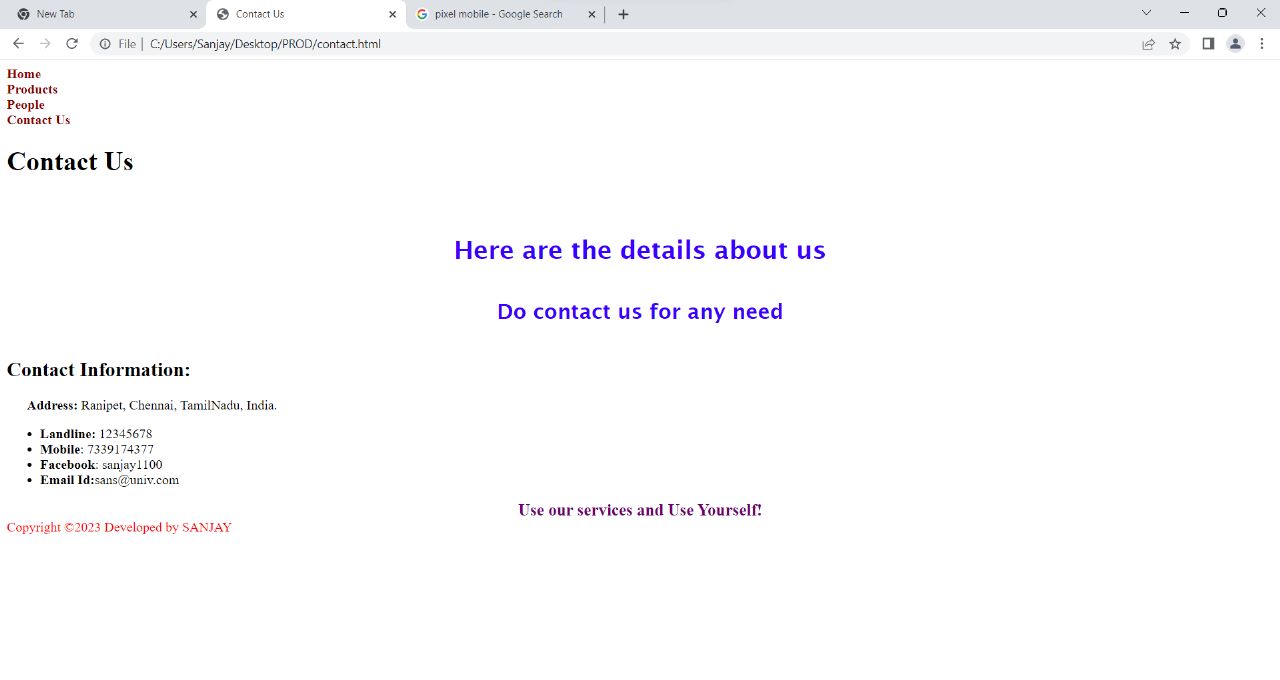 New Tab
Contact Us
pixel mobile - Google Search
File | C:/Users/Sanjay/Desktop/PROD/contact.html
Home
Products
People
Contact Us
Contact Us
Here are the details about us
Do contact us for any need
Contact Information:
Address: Ranipet, Chennai, TamilNadu, India.
• Landline: 12345678
• Mobile: 7339174377
• Facebook: sanjay1100
• Email Id:sans@univ.com
Use our services and Use Yourself!
Copyright ©2023 Developed by SANJAY